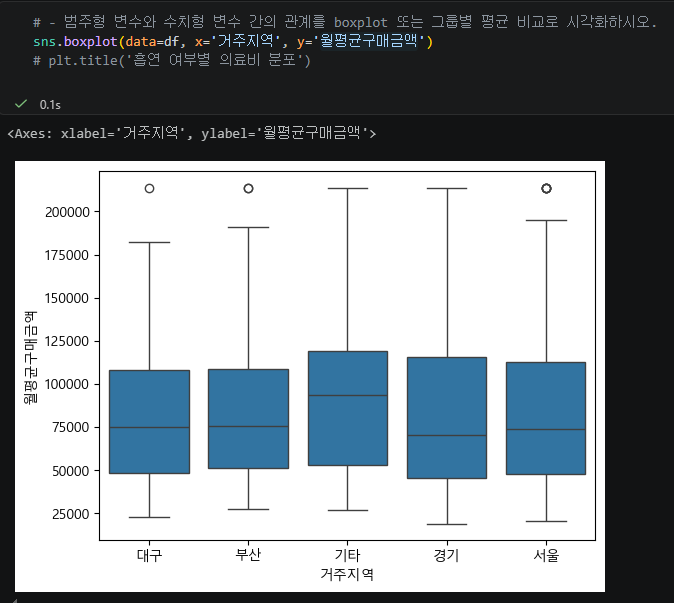 # - 범주형 변수와 수치형 변수 간의 관계를 boxplot 또는 그룹별 평균 비교로 시각화하시오.
sns.boxplot(data=df, x='거주지역', y='월평균구매금액')
# plt.title('흡연 여부별 의료비 분포')
0.1s
<Axes: xlabel='거주지역', ylabel='월평균구매금액'>
200000
175000
150000
125000
100000
75000
50000
25000
월평균구매금액
대구 부산 기타 경기 서울
거주지역